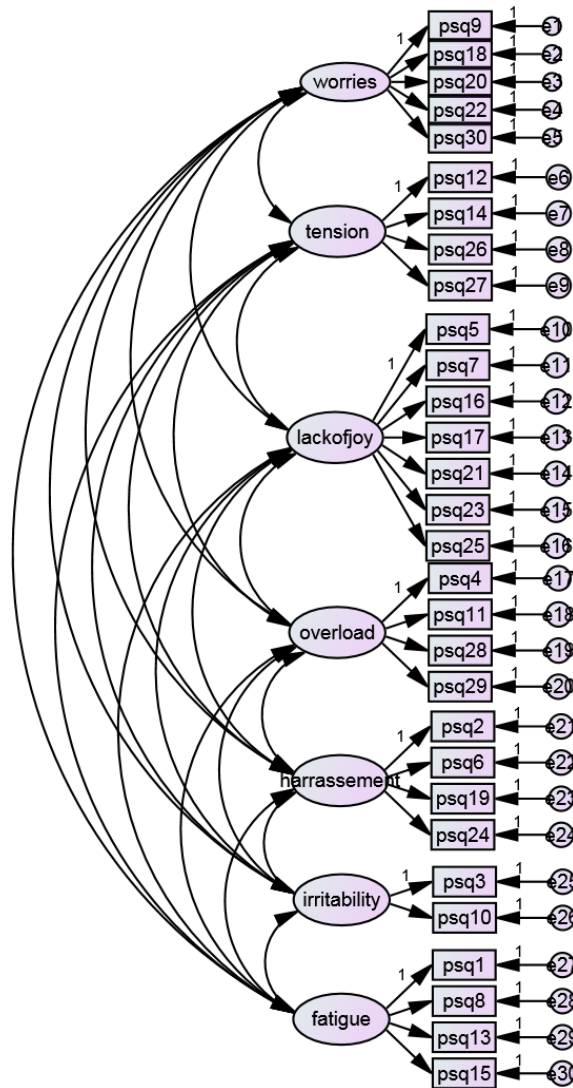 1 psq9 1 e1
psq18 1 e2
worries psq20 1 e3
psq22 1 e4
psq30 1 e5
1 psq12 1 e6
tension psq14 1 e7
psq26 1 e8
psq27 1 e9
1 psq5 1 e10
psq7 1 e11
psq16 1 e12
lackofjoy psq17 1 e13
psq21 1 e14
psq23 1 e15
psq25 1 e16
1 psq4 1 e17
overload psq11 1 e18
psq28 1 e19
psq29 1 e20
1 psq2 1 e21
harrassement psq6 1 e22
psq19 1 e23
psq24 1 e24
1 psq3 1 e25
irritability psq10 1 e26
1 psq1 1 e27
fatigue psq8 1 e28
psq13 1 e29
psq15 1 e30